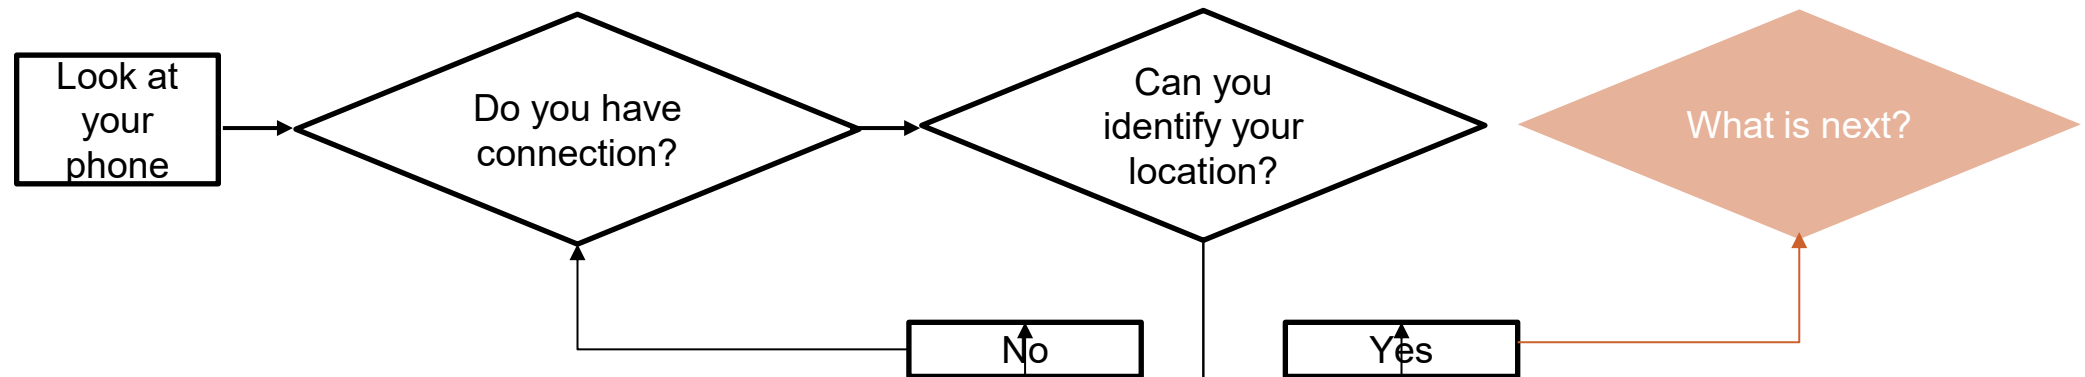 Look at
your
phone
Do you have
connection?
Can you
identify your
location?
What is next?
No
Yes